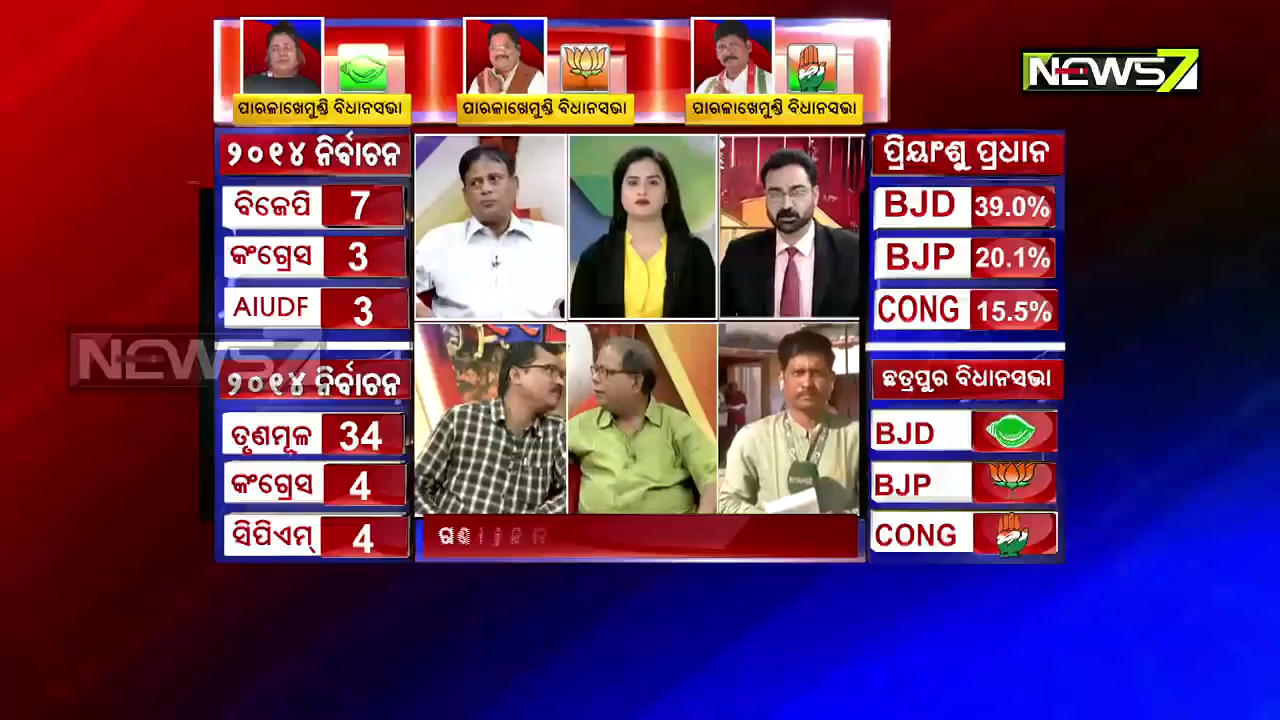 NEWS7
ପାରଳାଖେମୁଣ୍ଡି ବିଧାନସଭା
ପାରଳାଖେମୁଣ୍ଡି ବିଧାନସଭା
ପାରଳାଖେମୁଣ୍ଡି ବିଧାନସଭା
୨୦୧୪ ନିର୍ବାଚନ
ବିଜେପି 7
କଂଗ୍ରେସ 3
AIUDF 3
NEWS7
୨୦୧୪ ନିର୍ବାଚନ
ତୃଣମୂଳ 34
କଂଗ୍ରେସ 4
ସିପିଏମ୍ 4
ପ୍ରିୟାଂଶୁ ପ୍ରଧାନ
BJD 39.0%
BJP 20.1%
CONG 15.5%
ଛତ୍ରପୁର ବିଧାନସଭା
BJD
BJP
CONG